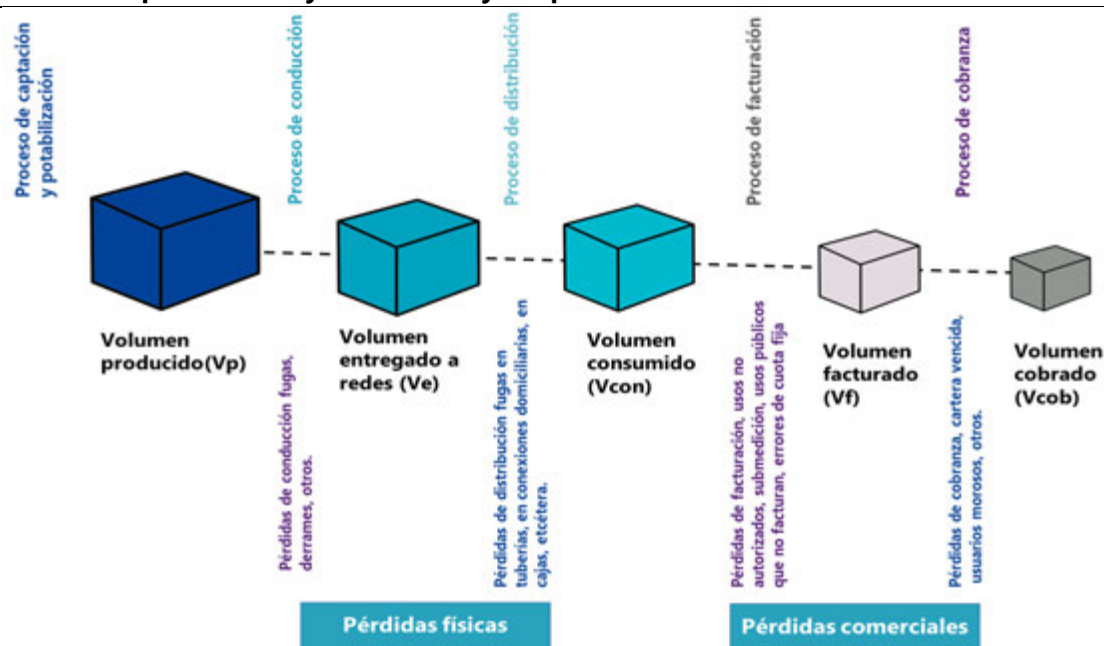 Proceso de captación
y potabilización
Proceso de conducción
Proceso de distribución
Proceso de facturación
Proceso de cobranza
Volumen
producido(Vp)
Volumen
entregado a
redes (Ve)
Volumen
consumido
(Vcon)
Volumen
facturado
(Vf)
Volumen
cobrado
(Vcob)
Pérdidas de conducción fugas,
derrames, otros.
Pérdidas de distribución fugas en
tuberías, en conexiones domiciliarias, en
cajas, etcétera.
Pérdidas de facturación, usos no
autorizados, submedición, usos públicos
que no facturan, errores de cuota fija
Pérdidas de cobranza, cartera vencida,
usuarios morosos, otros.
Pérdidas físicas
Pérdidas comerciales